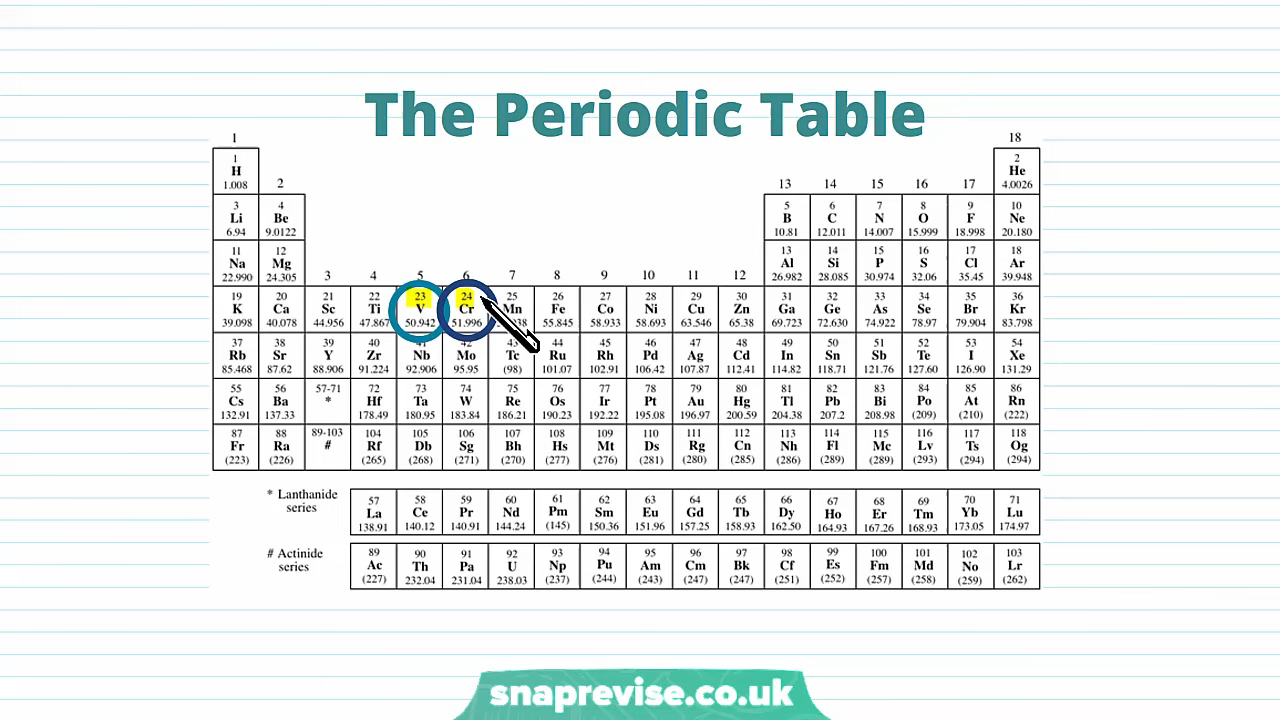 The Periodic Table
1 18
1 2
H 2 13 14 15 16 17 He
1.008 4.0026
3 4 5 6 7 8 9 10
Li Be B C N O F Ne
6.94 9.0122 10.81 12.011 14.007 15.999 18.998 20.180
11 12 13 14 15 16 17 18
Na Mg Al Si P S Cl Ar
22.990 24.305 3 4 5 6 7 8 9 10 11 12 26.982 28.085 30.974 32.06 35.45 39.948
19 20 21 22 23 24 25 26 27 28 29 30 31 32 33 34 35 36
K Ca Sc Ti V Cr Mn Fe Co Ni Cu Zn Ga Ge As Se Br Kr
39.098 40.078 44.956 47.867 50.942 51.996 55.845 58.933 58.693 63.546 65.38 69.723 72.630 74.922 78.97 79.904 83.798
37 38 39 40 41 42 43 44 45 46 47 48 49 50 51 52 53 54
Rb Sr Y Zr Nb Mo Tc Ru Rh Pd Ag Cd In Sn Sb Te I Xe
85.468 87.62 88.906 91.224 92.906 95.95 (98) 101.07 102.91 106.42 107.87 112.41 114.82 118.71 121.76 127.60 126.90 131.29
55 56 57-71 72 73 74 75 76 77 78 79 80 81 82 83 84 85 86
Cs Ba * Hf Ta W Re Os Ir Pt Au Hg Tl Pb Bi Po At Rn
132.91 137.33 178.49 180.95 183.84 186.21 190.23 192.22 195.08 196.97 200.59 204.38 207.2 208.98 (209) (210) (222)
87 88 89-103 104 105 106 107 108 109 110 111 112 113 114 115 116 117 118
Fr Ra # Rf Db Sg Bh Hs Mt Ds Rg Cn Nh Fl Mc Lv Ts Og
(223) (226) (265) (268) (271) (270) (277) (276) (281) (280) (285) (286) (289) (289) (293) (294) (294)
* Lanthanide series
57 58 59 60 61 62 63 64 65 66 67 68 69 70 71
La Ce Pr Nd Pm Sm Eu Gd Tb Dy Ho Er Tm Yb Lu
138.91 140.12 140.91 144.24 (145) 150.36 151.96 157.25 158.93 162.50 164.93 167.26 168.93 173.05 174.97
# Actinide series
89 90 91 92 93 94 95 96 97 98 99 100 101 102 103
Ac Th Pa U Np Pu Am Cm Bk Cf Es Fm Md No Lr
(227) 232.04 231.04 238.03 (237) (244) (243) (247) (247) (251) (252) (257) (258) (259) (262)
snaprevise.co.uk